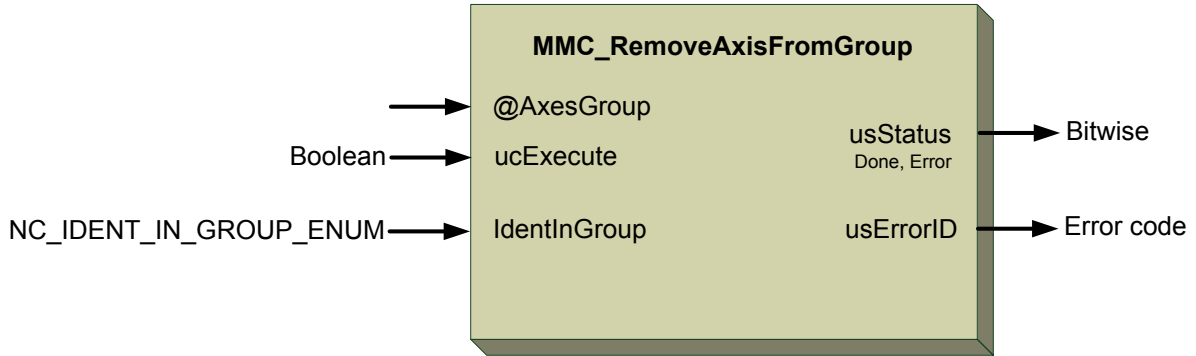 MMC_RemoveAxisFromGroup
@AxesGroup
usStatus
Bitwise
Boolean
ucExecute
Done, Error
NC_IDENT_IN_GROUP_ENUM
IdentInGroup
usErrorID
Error code